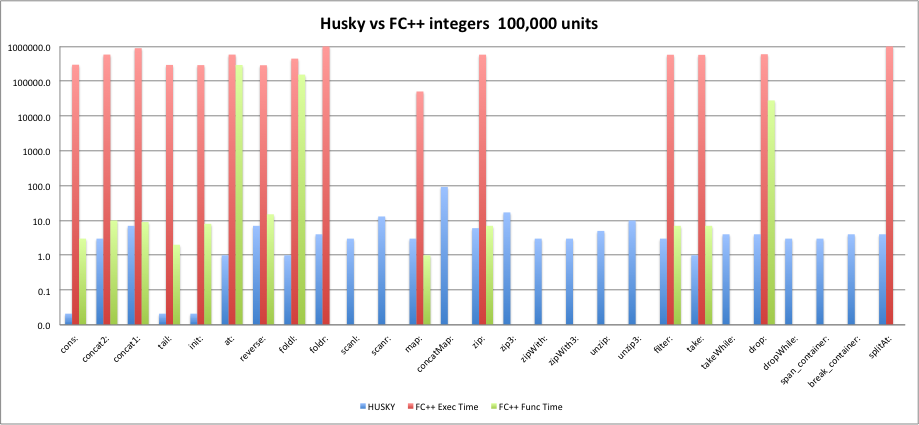 Husky vs FC++ integers 100,000 units
1000000.0
100000.0
10000.0
1000.0
100.0
10.0
1.0
0.1
0.0
cons:
concat2:
concat1:
tail:
init:
at:
reverse:
foldl:
foldr:
scanl:
scanr:
map:
concatMap:
zip:
zip3:
zipWith:
zipWith3:
unzip:
unzip3:
filter:
take:
takeWhile:
drop:
dropWhile:
span_container:
break_container:
splitAt:
HUSKY FC++ Exec Time FC++ Func Time